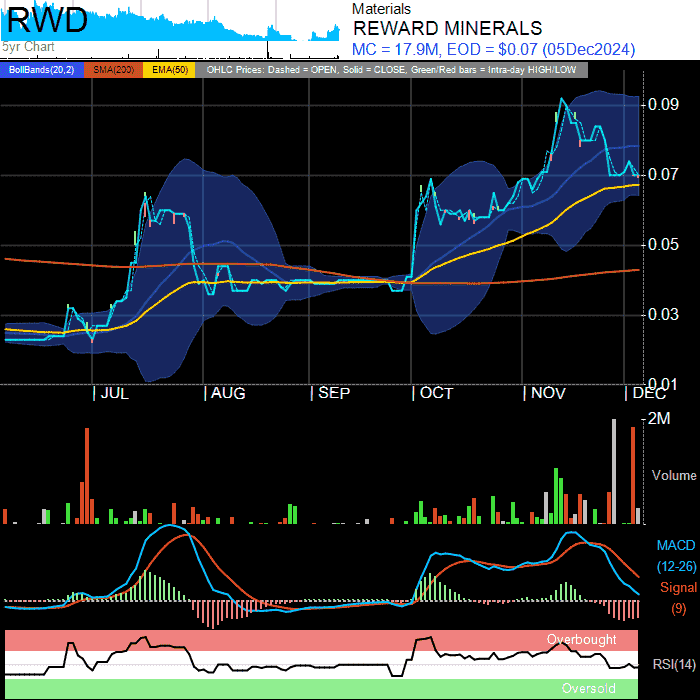 RWD
5yr Chart
Materials
REWARD MINERALS
MC = 17.9M, EOD = $0.07 (05Dec2024)
BollBands(20,2) SMA(200) EMA(50) OHLC Prices: Dashed = OPEN, Solid = CLOSE, Green/Red bars = Intra-day HIGH/LOW
0.09
0.07
0.05
0.03
0.01
JUL AUG SEP OCT NOV DEC
2M
Volume
MACD
(12-26)
Signal
(9)
Overbought
RSI(14)
Oversold